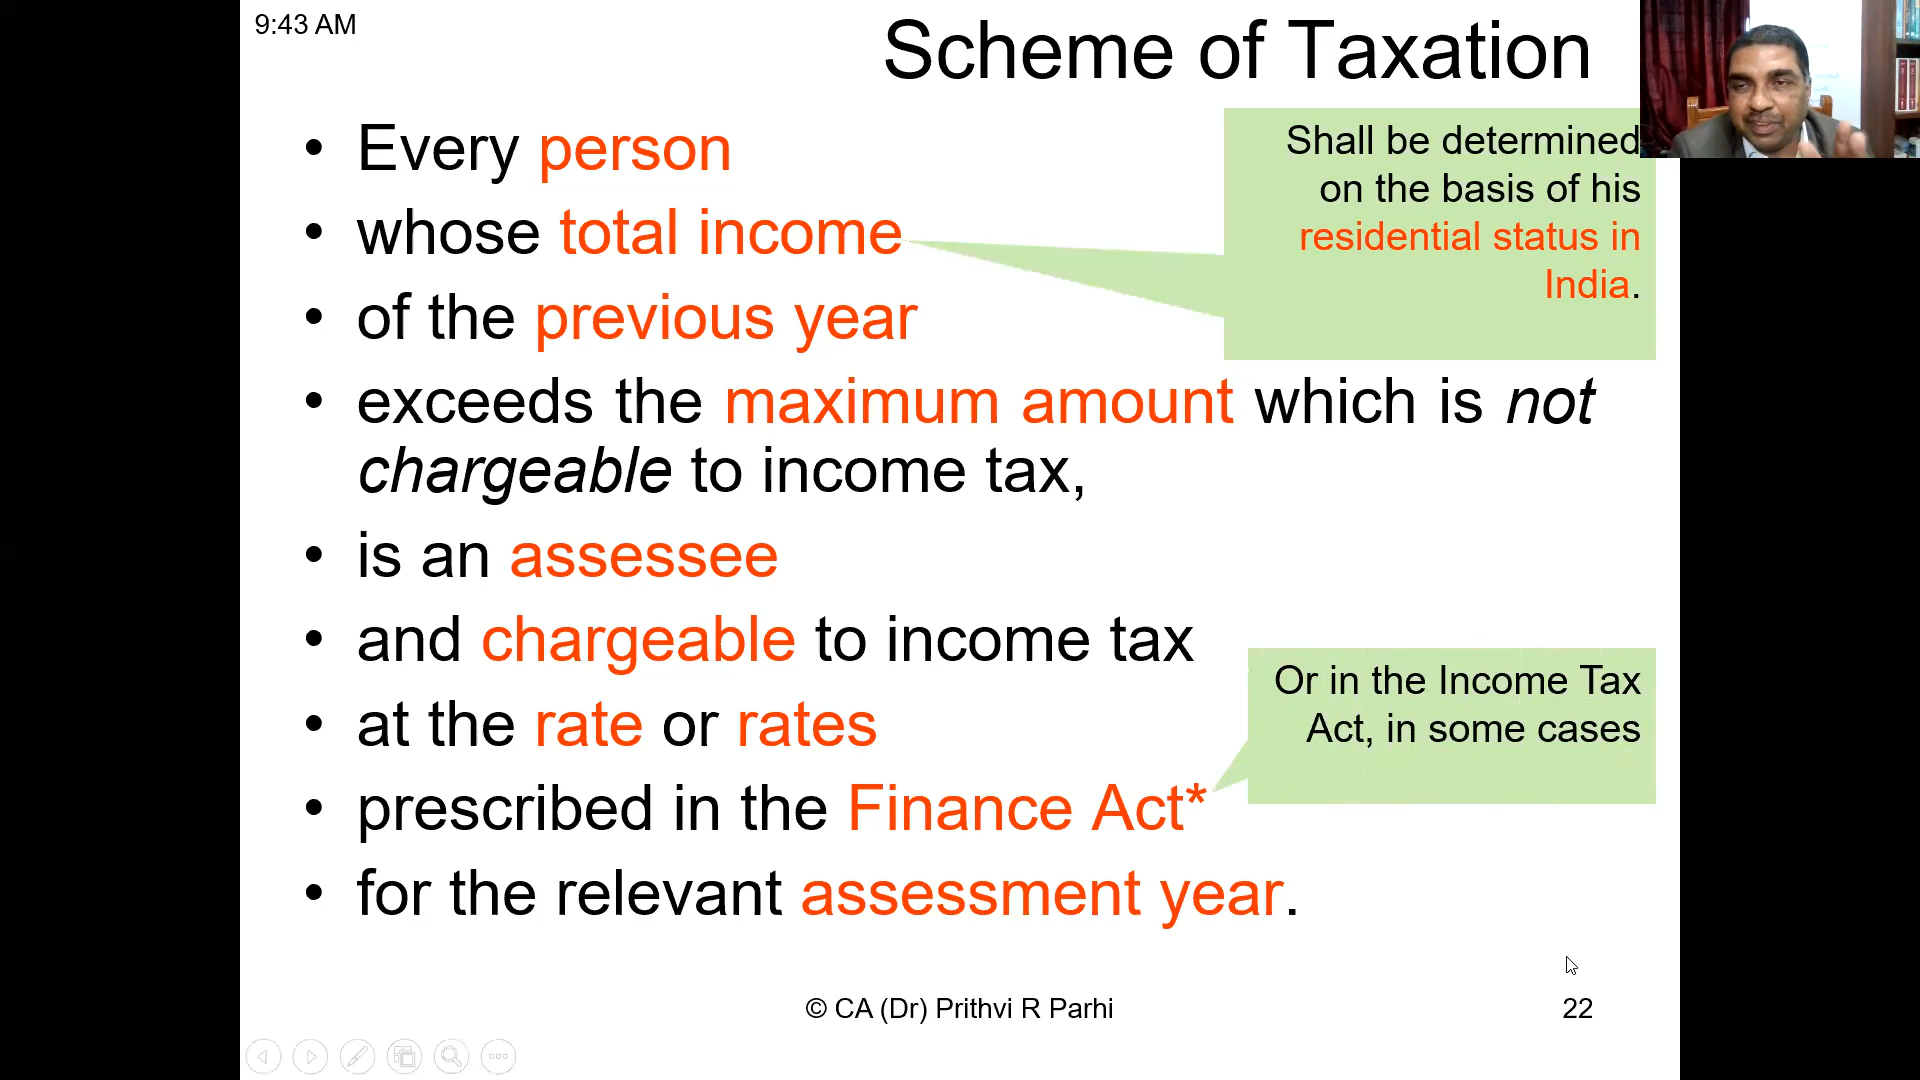 9:43 AM
Scheme of Taxation
• Every person
• whose total income
• of the previous year
• exceeds the maximum amount which is not
chargeable to income tax,
• is an assessee
• and chargeable to income tax
• at the rate or rates
• prescribed in the Finance Act*
• for the relevant assessment year.
Shall be determined
on the basis of his
residential status in
India.
Or in the Income Tax
Act, in some cases
© CA (Dr) Prithvi R Parhi
22